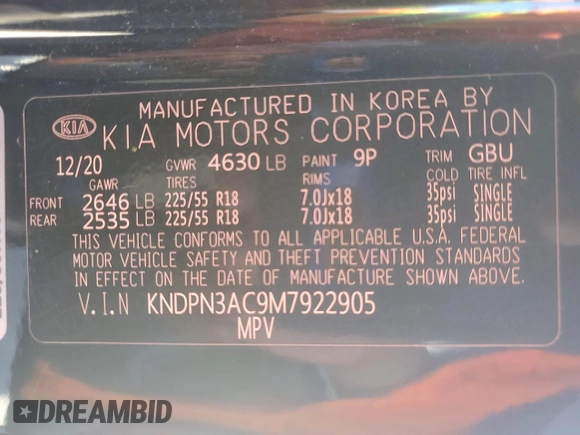 MANUFACTURED IN KOREA BY
KIA KIA MOTORS CORPORATION
12/20 GVWR 4630 LB PAINT 9P TRIM GBU
GAWR TIRES RIMS COLD TIRE INFL
FRONT 2646 LB 225/55 R18 7.0Jx18 35psi SINGLE
REAR 2535 LB 225/55 R18 7.0Jx18 35psi SINGLE
THIS VEHICLE CONFORMS TO ALL APPLICABLE U.S.A. FEDERAL
MOTOR VEHICLE SAFETY AND THEFT PREVENTION STANDARDS
IN EFFECT ON THE DATE OF MANUFACTURE SHOWN ABOVE.
V.I.N KNDPN3AC9M7922905
MPV
DREAMBID